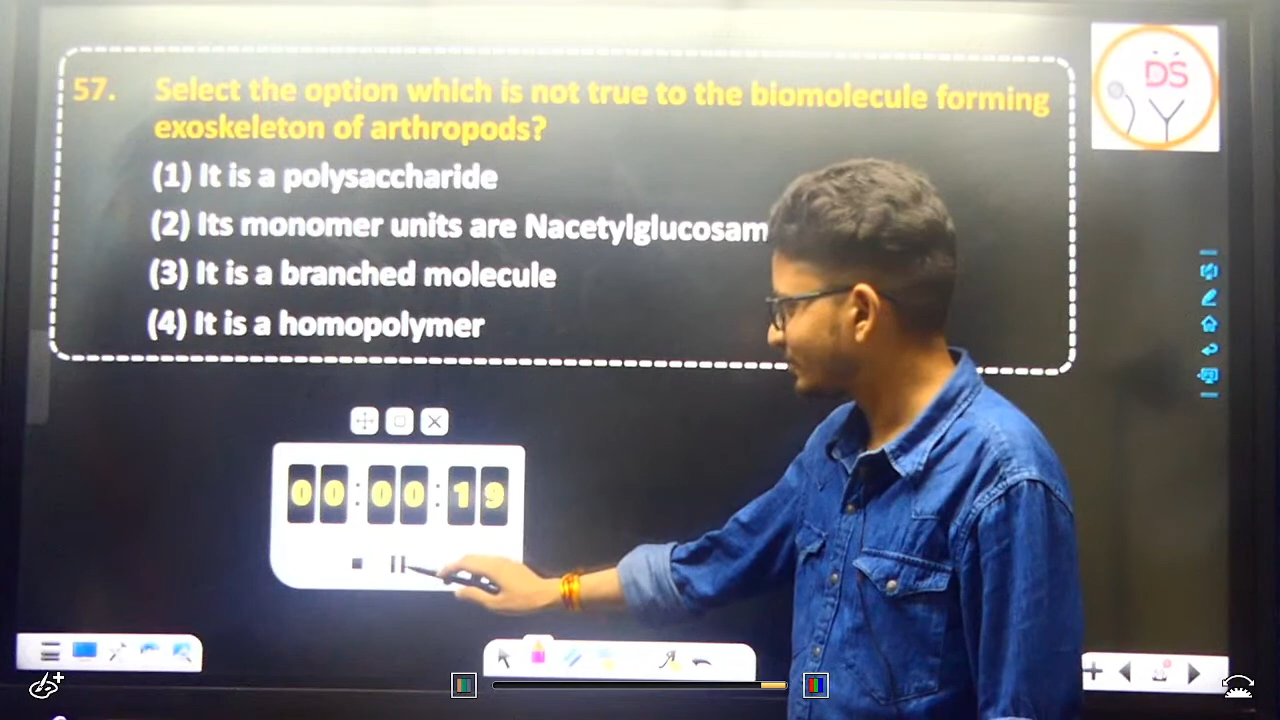 57. Select the option which is not true to the biomolecule forming
exoskeleton of arthropods?
(1) It is a polysaccharide
(2) Its monomer units are
(3) It is a branched molecule
(4) It is a homopolymer
00:00:19
DS
Y